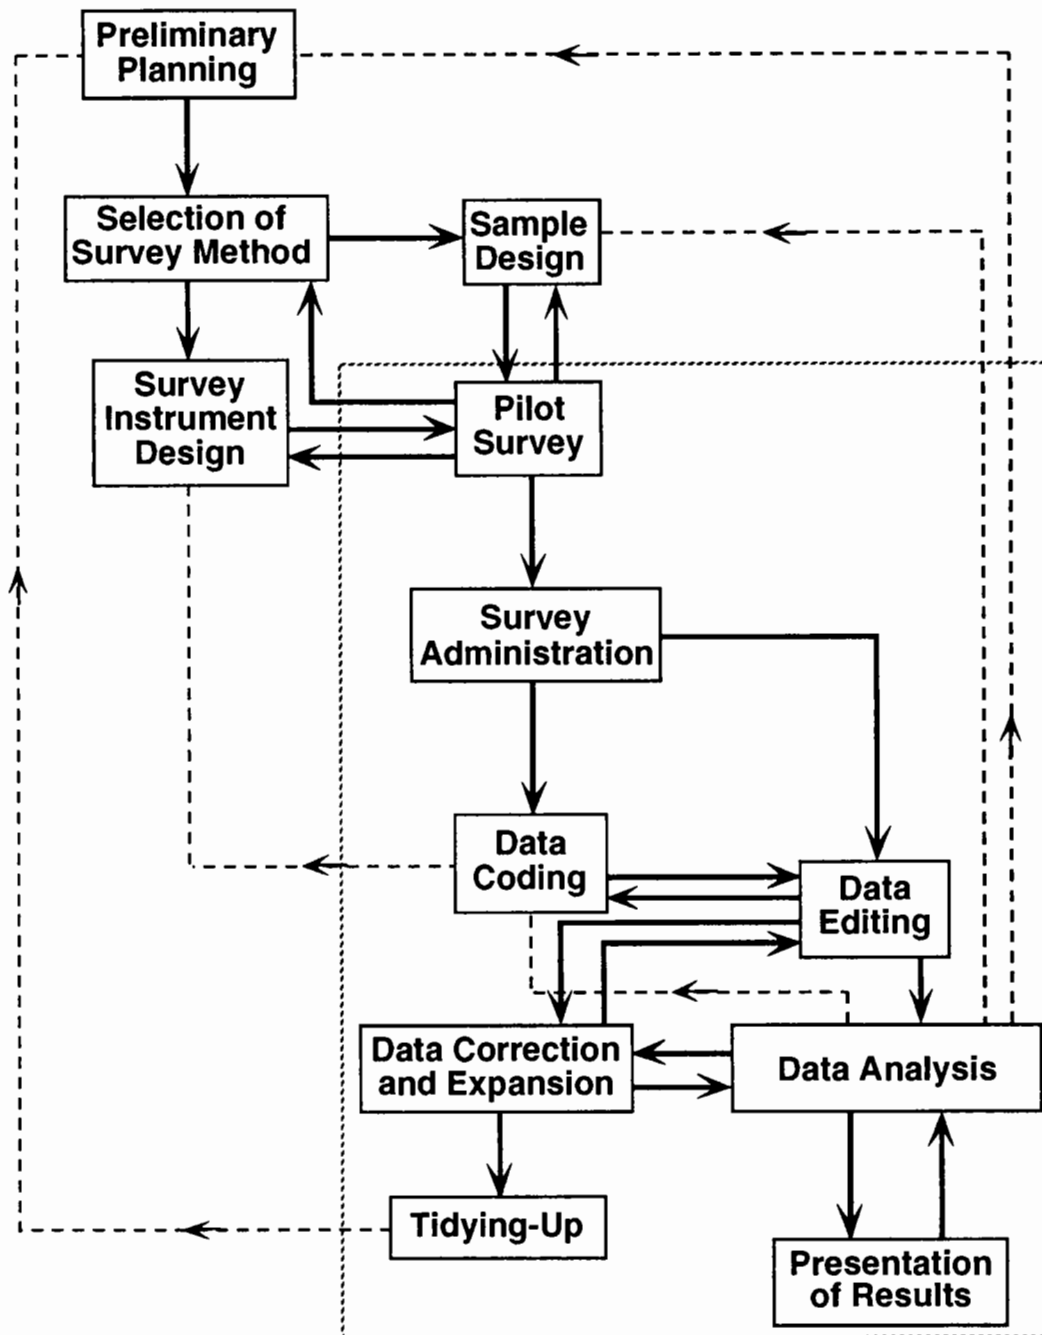 Preliminary
Planning
Selection of
Survey Method
Sample
Design
Survey
Instrument
Design
Pilot
Survey
Survey
Administration
Data
Coding
Data
Editing
Data Correction
and Expansion
Data Analysis
Tidying-Up
Presentation
of Results